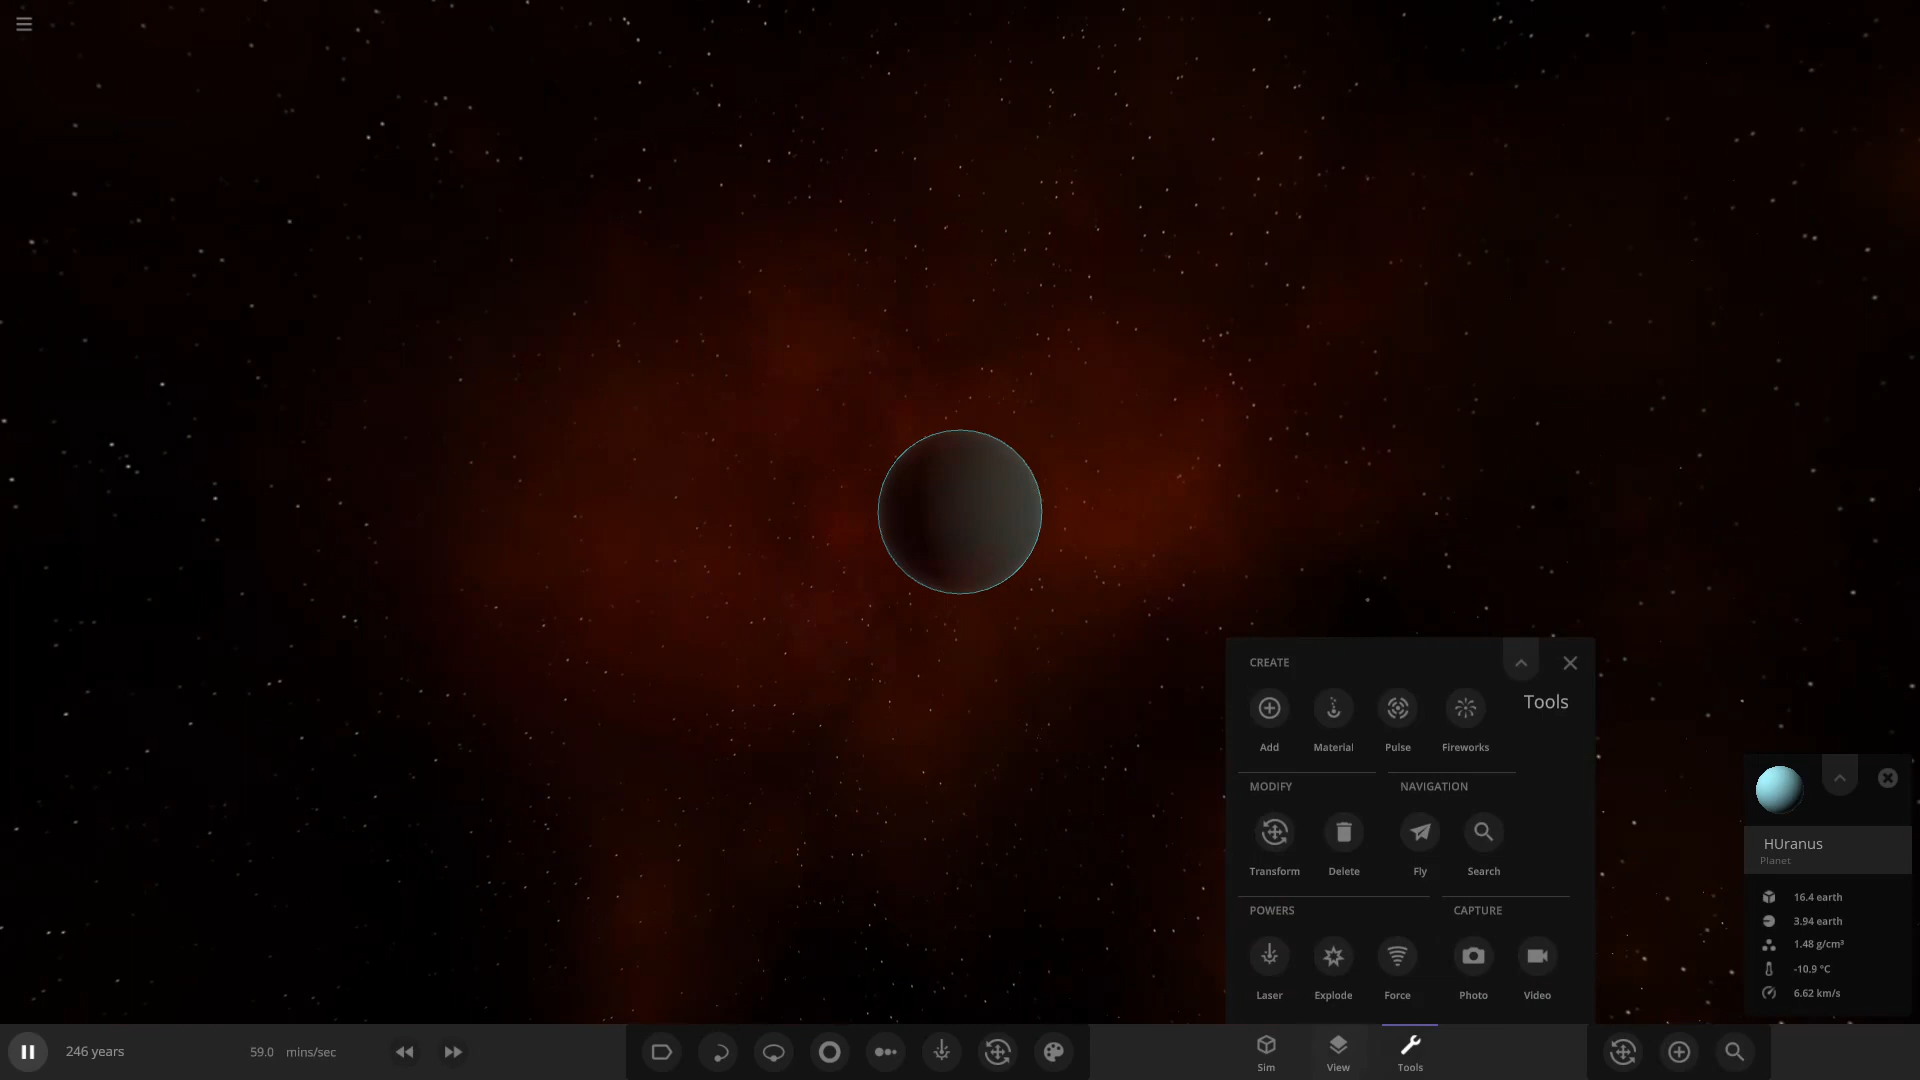 CREATE
Tools
Add Material Pulse Fireworks
MODIFY NAVIGATION
Transform Delete Fly Search
POWERS CAPTURE
Laser Explode Force Photo Video
HUranus
Planet
16.4 earth
3.94 earth
1.48 g/cm³
-10.9 °C
6.62 km/s
246 years 59.0 mins/sec
Sim View Tools